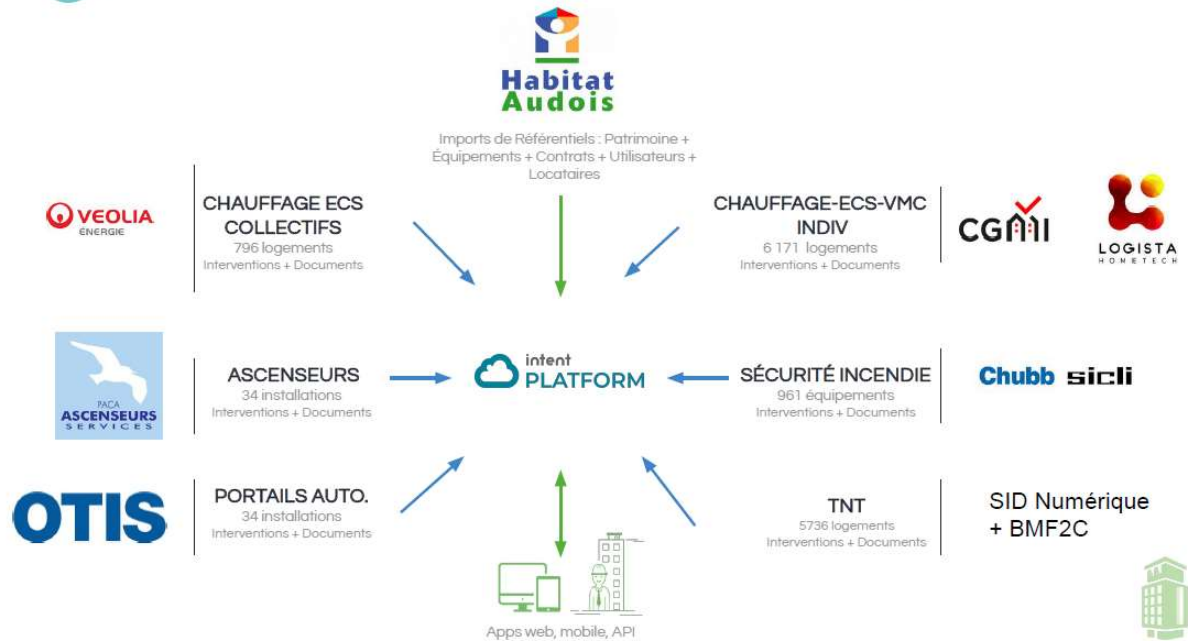 Habitat
Audois
Imports de Référentiels : Patrimoine +
Équipements + Contrats + Utilisateurs +
Locataires
VEOLIA
ÉNERGIE
CHAUFFAGE ECS
COLLECTIFS
796 logements
Interventions + Documents
CHAUFFAGE-ECS-VMC
INDIV
6 171 logements
Interventions + Documents
CGMI
LOGISTA
HOMETECH
PACA
ASCENSEURS
SERVICES
ASCENSEURS
34 installations
Interventions + Documents
intent
PLATFORM
SÉCURITÉ INCENDIE
961 équipements
Interventions + Documents
Chubb sicli
OTIS
PORTAILS AUTO.
34 installations
Interventions + Documents
TNT
5736 logements
Interventions + Documents
SID Numérique
+ BMF2C
Apps web, mobile, API